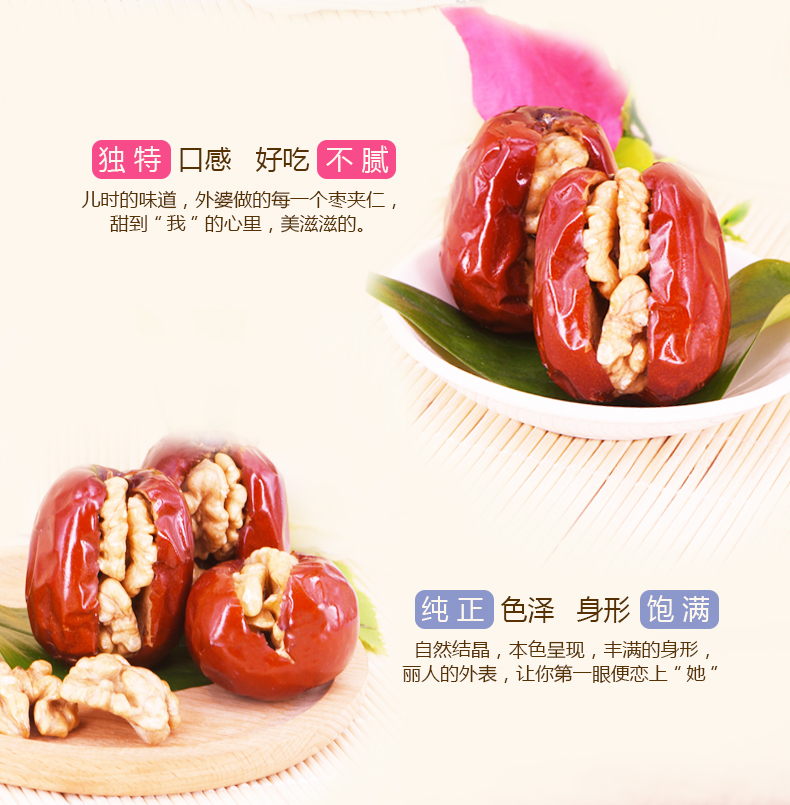 独特 口感 好吃 不腻
儿时的味道，外婆做的每一个枣夹仁，
甜到“我”的心里，美滋滋的。
纯正 色泽 身形 饱满
自然结晶，本色呈现，丰满的身形，
丽人的外表，让你第一眼便恋上“她”